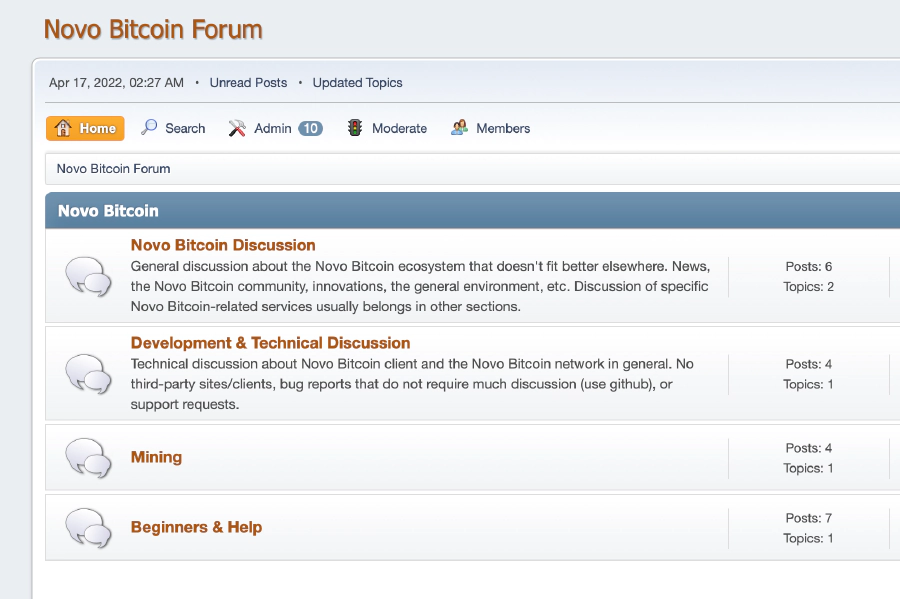 Novo Bitcoin Forum
Apr 17, 2022, 02:27 AM • Unread Posts • Updated Topics
Home Search Admin 10 Moderate Members
Novo Bitcoin Forum
Novo Bitcoin
Novo Bitcoin Discussion
General discussion about the Novo Bitcoin ecosystem that doesn't fit better elsewhere. News,
the Novo Bitcoin community, innovations, the general environment, etc. Discussion of specific
Novo Bitcoin-related services usually belongs in other sections.
Posts: 6
Topics: 2
Development & Technical Discussion
Technical discussion about Novo Bitcoin client and the Novo Bitcoin network in general. No
third-party sites/clients, bug reports that do not require much discussion (use github), or
support requests.
Posts: 4
Topics: 1
Mining
Posts: 4
Topics: 1
Beginners & Help
Posts: 7
Topics: 1